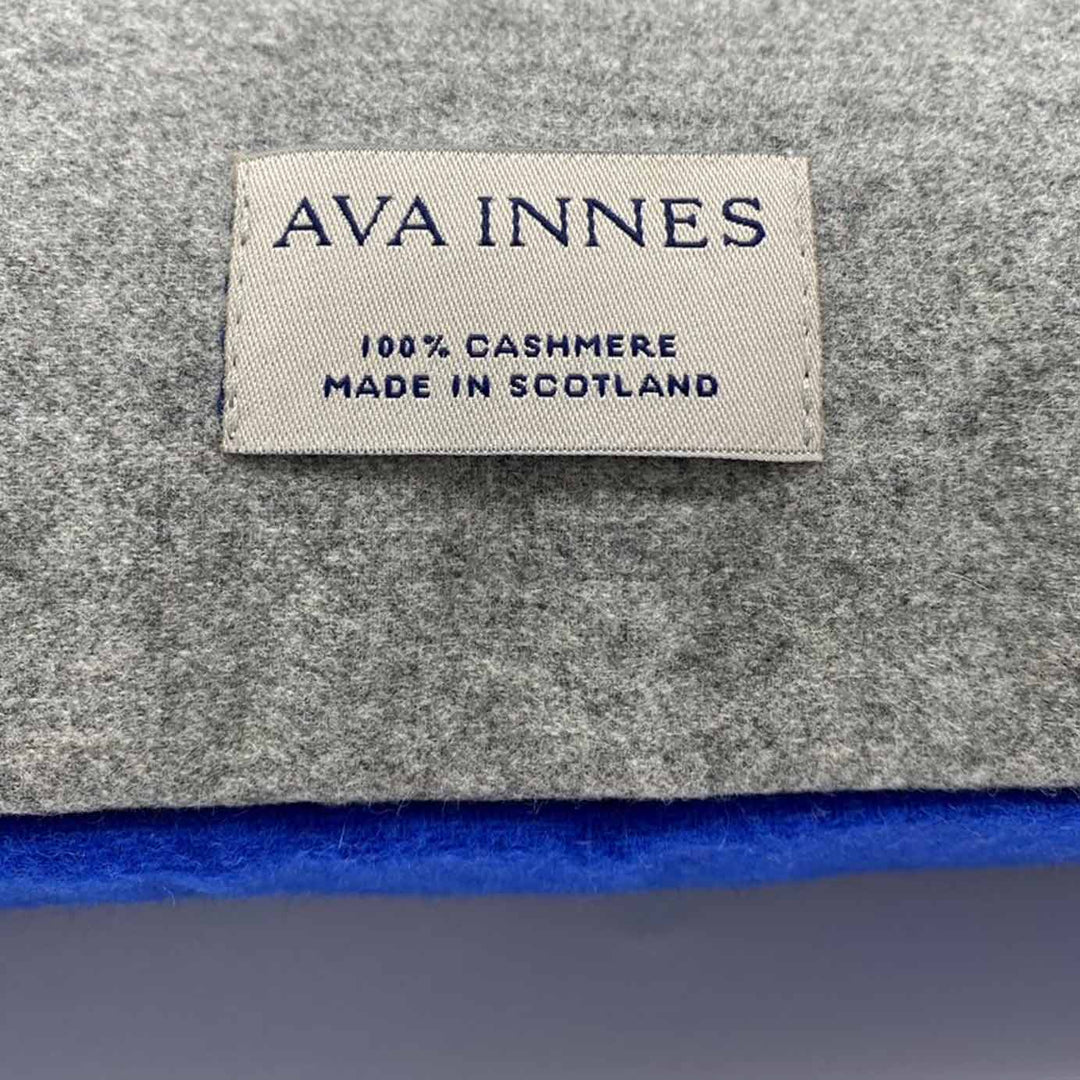 AVA INNES
100% CASHMERE
MADE IN SCOTLAND